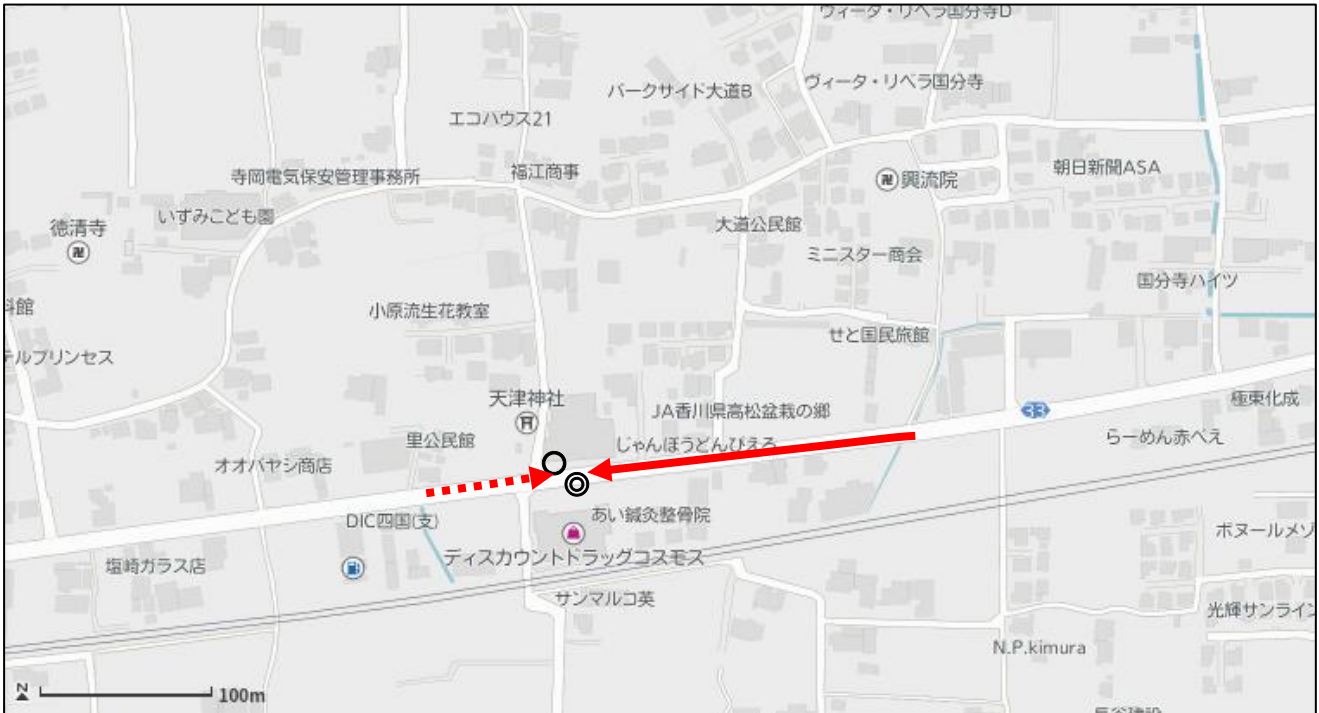 ヴィータ・リベラ国分寺D
ヴィータ・リベラ国分寺
パークサイド大道B
エコハウス21
朝日新聞ASA
福江商事
寺岡電気保安管理事務所
卍
興流院
いずみこども園
徳清寺
卍
大道公民館
ミニスター商会
国分寺ハイツ
料館
小原流生花教室
せと国民旅館
テルプリンセス
天津神社
極東化成
JA香川県高松盆栽の郷
33
里公民館
じゃんぼうどんぴえろ
らーめん赤べえ
オオバヤシ商店
DIC四国(支)
あい鍼灸整骨院
ボヌールメゾ
ディスカウントドラッグコスモス
塩崎ガラス店
サンマルコ英
光輝サンライン
N.P.kimura
N
100m
長谷建設